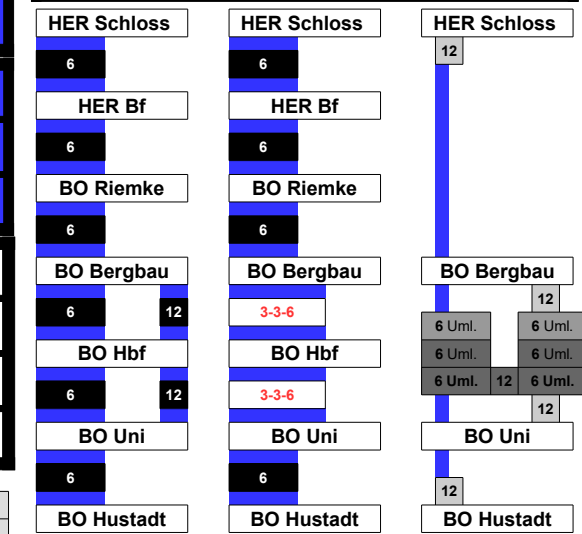 HER Schloss HER Schloss HER Schloss
6 6 12
HER Bf HER Bf
6 6
BO Riemke BO Riemke
6 6
BO Bergbau BO Bergbau BO Bergbau
12
6 12 3-3-6
6 Uml. 6 Uml.
BO Hbf BO Hbf 6 Uml. 6 Uml.
6 Uml. 12 6 Uml.
6 12 3-3-6
12
BO Uni BO Uni BO Uni
6 6
12
BO Hustadt BO Hustadt BO Hustadt